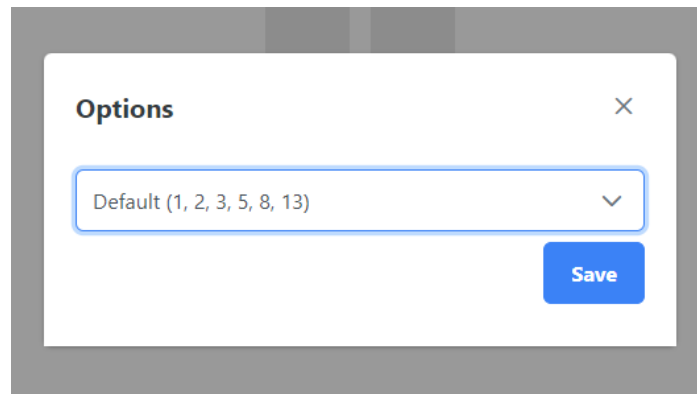 Options
Default (1, 2, 3, 5, 8, 13)
Save